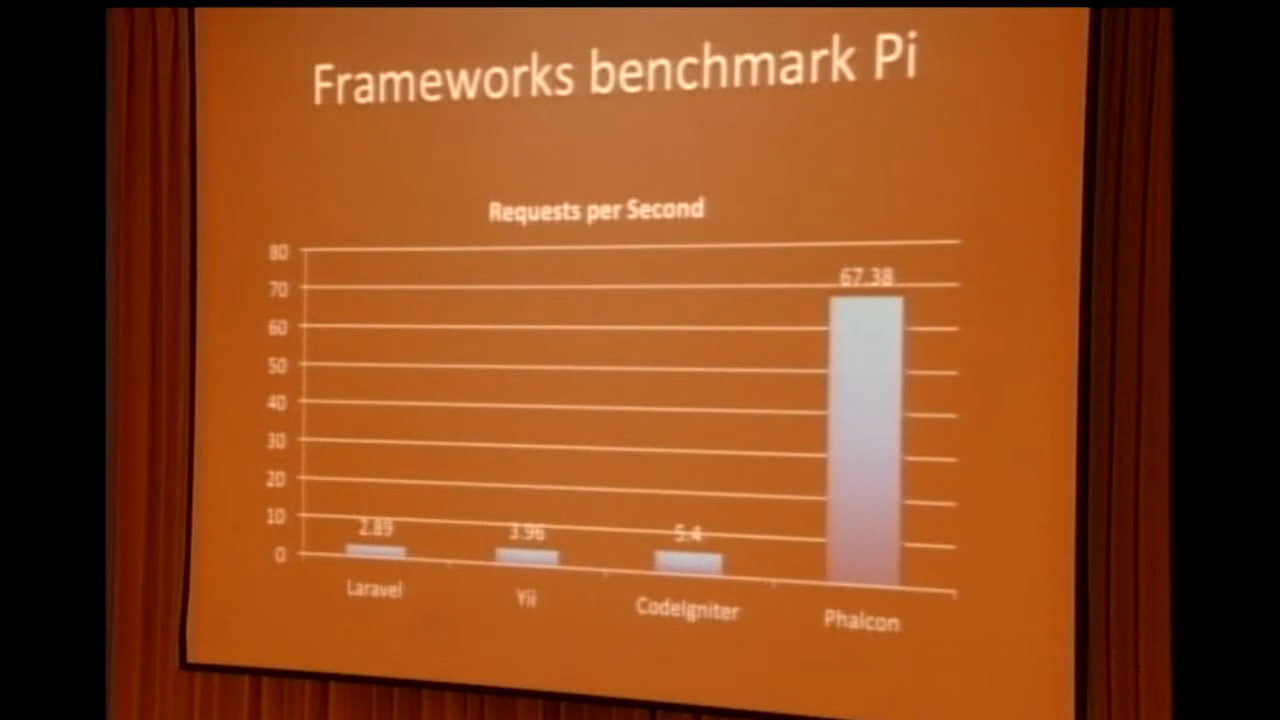 Frameworks benchmark Pi
Requests per Second
80
70
60
50
40
30
20
10
0
67.38
2.89
3.96
5.4
Laravel
Yii
CodeIgniter
Phalcon